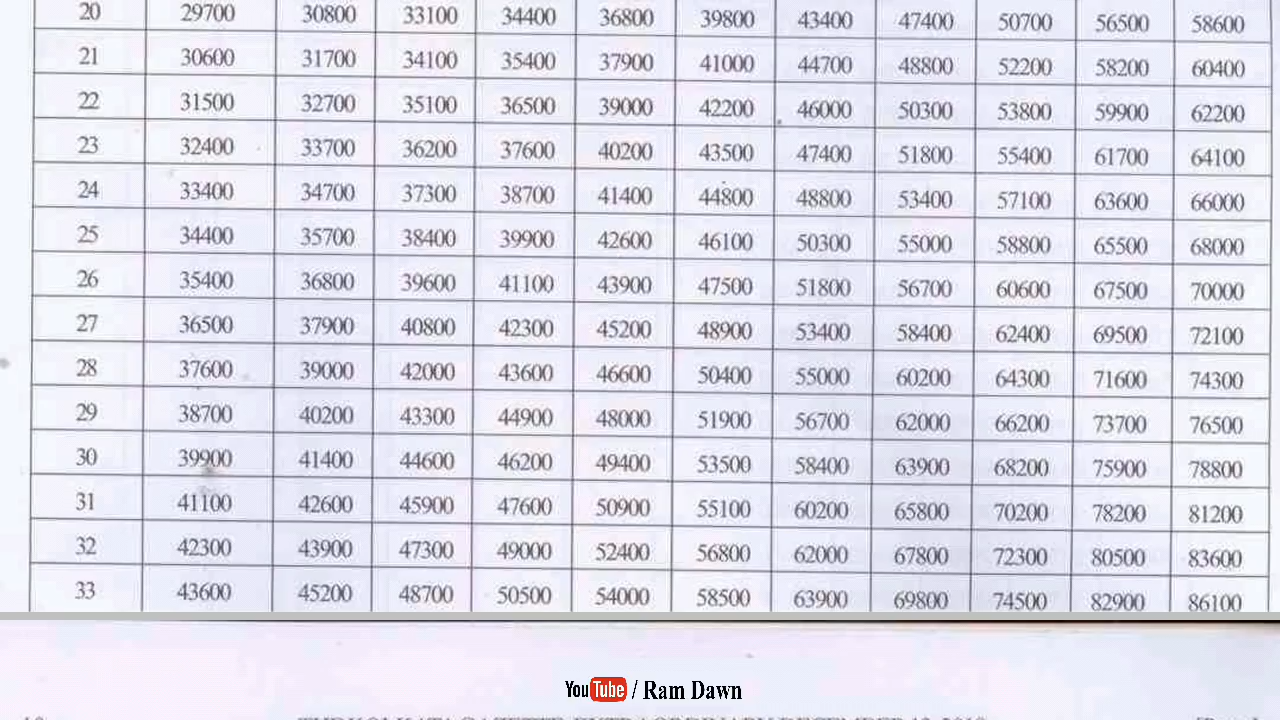 20 29700 30800 33100 34400 36800 39800 43400 47400 50700 56500 58600
21 30600 31700 34100 35400 37900 41000 44700 48800 52200 58200 60400
22 31500 32700 35100 36500 39000 42200 46000 50300 53800 59900 62200
23 32400 33700 36200 37600 40200 43500 47400 51800 55400 61700 64100
24 33400 34700 37300 38700 41400 44800 48800 53400 57100 63600 66000
25 34400 35700 38400 39900 42600 46100 50300 55000 58800 65500 68000
26 35400 36800 39600 41100 43900 47500 51800 56700 60600 67500 70000
27 36500 37900 40800 42300 45200 48900 53400 58400 62400 69500 72100
28 37600 39000 42000 43600 46600 50400 55000 60200 64300 71600 74300
29 38700 40200 43300 44900 48000 51900 56700 62000 66200 73700 76500
30 39900 41400 44600 46200 49400 53500 58400 63900 68200 75900 78800
31 41100 42600 45900 47600 50900 55100 60200 65800 70200 78200 81200
32 42300 43900 47300 49000 52400 56800 62000 67800 72300 80500 83600
33 43600 45200 48700 50500 54000 58500 63900 69800 74500 82900 86100
YouTube / Ram Dawn